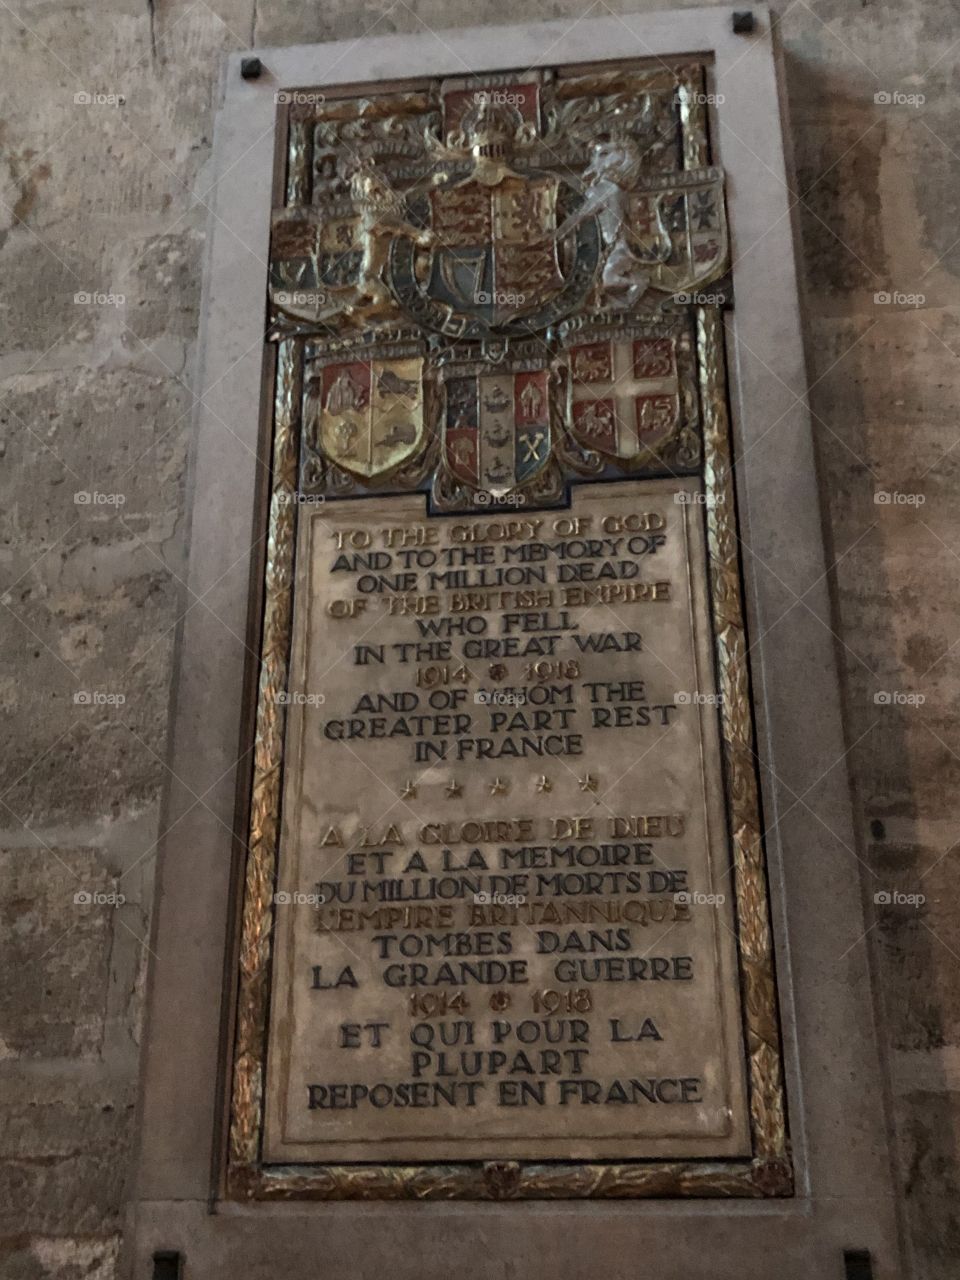 INDIA
TO THE GLORY OF GOD
AND TO THE MEMORY OF
ONE MILLION DEAD
OF THE BRITISH EMPIRE
WHO FELL
IN THE GREAT WAR
1914 1918
AND OF WHOM THE
GREATER PART REST
IN FRANCE
A LA GLOIRE DE DIEU
ET A LA MEMOIRE
DU MILLION DE MORTS DE
L'EMPIRE BRITANNIQUE
TOMBES DANS
LA GRANDE GUERRE
1914 1918
ET QUI POUR LA
PLUPART
REPOSENT EN FRANCE